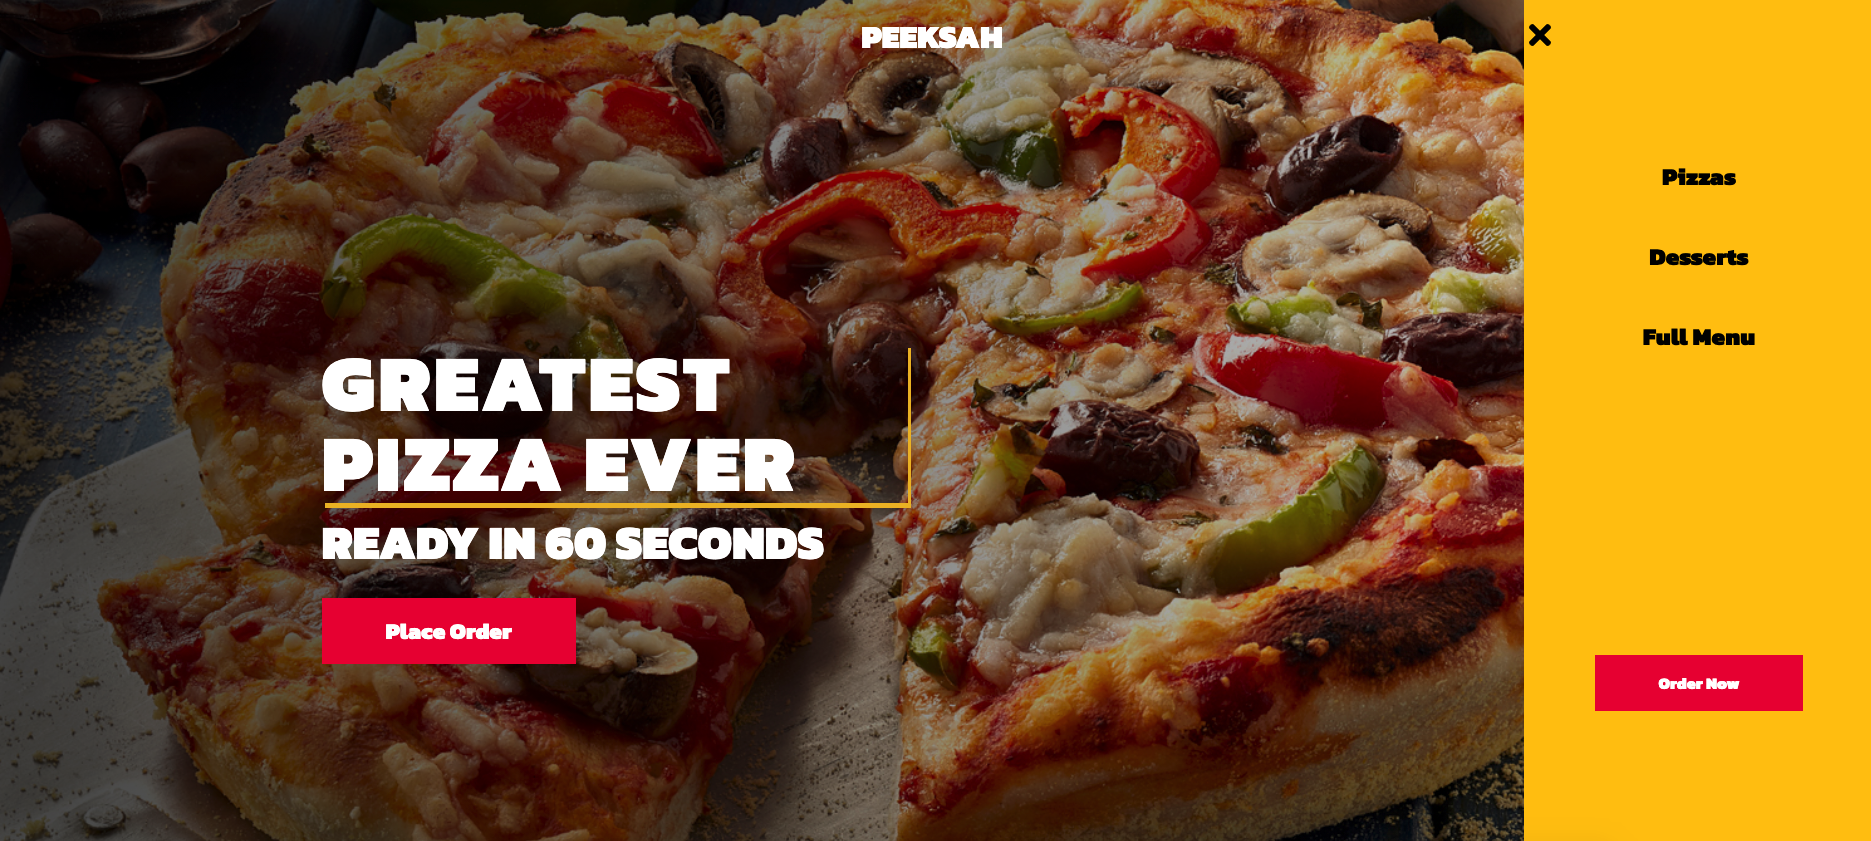 PEEKSAH
GREATEST
PIZZA EVER
READY IN 60 SECONDS
Place Order
Pizzas
Desserts
Full Menu
Order Now